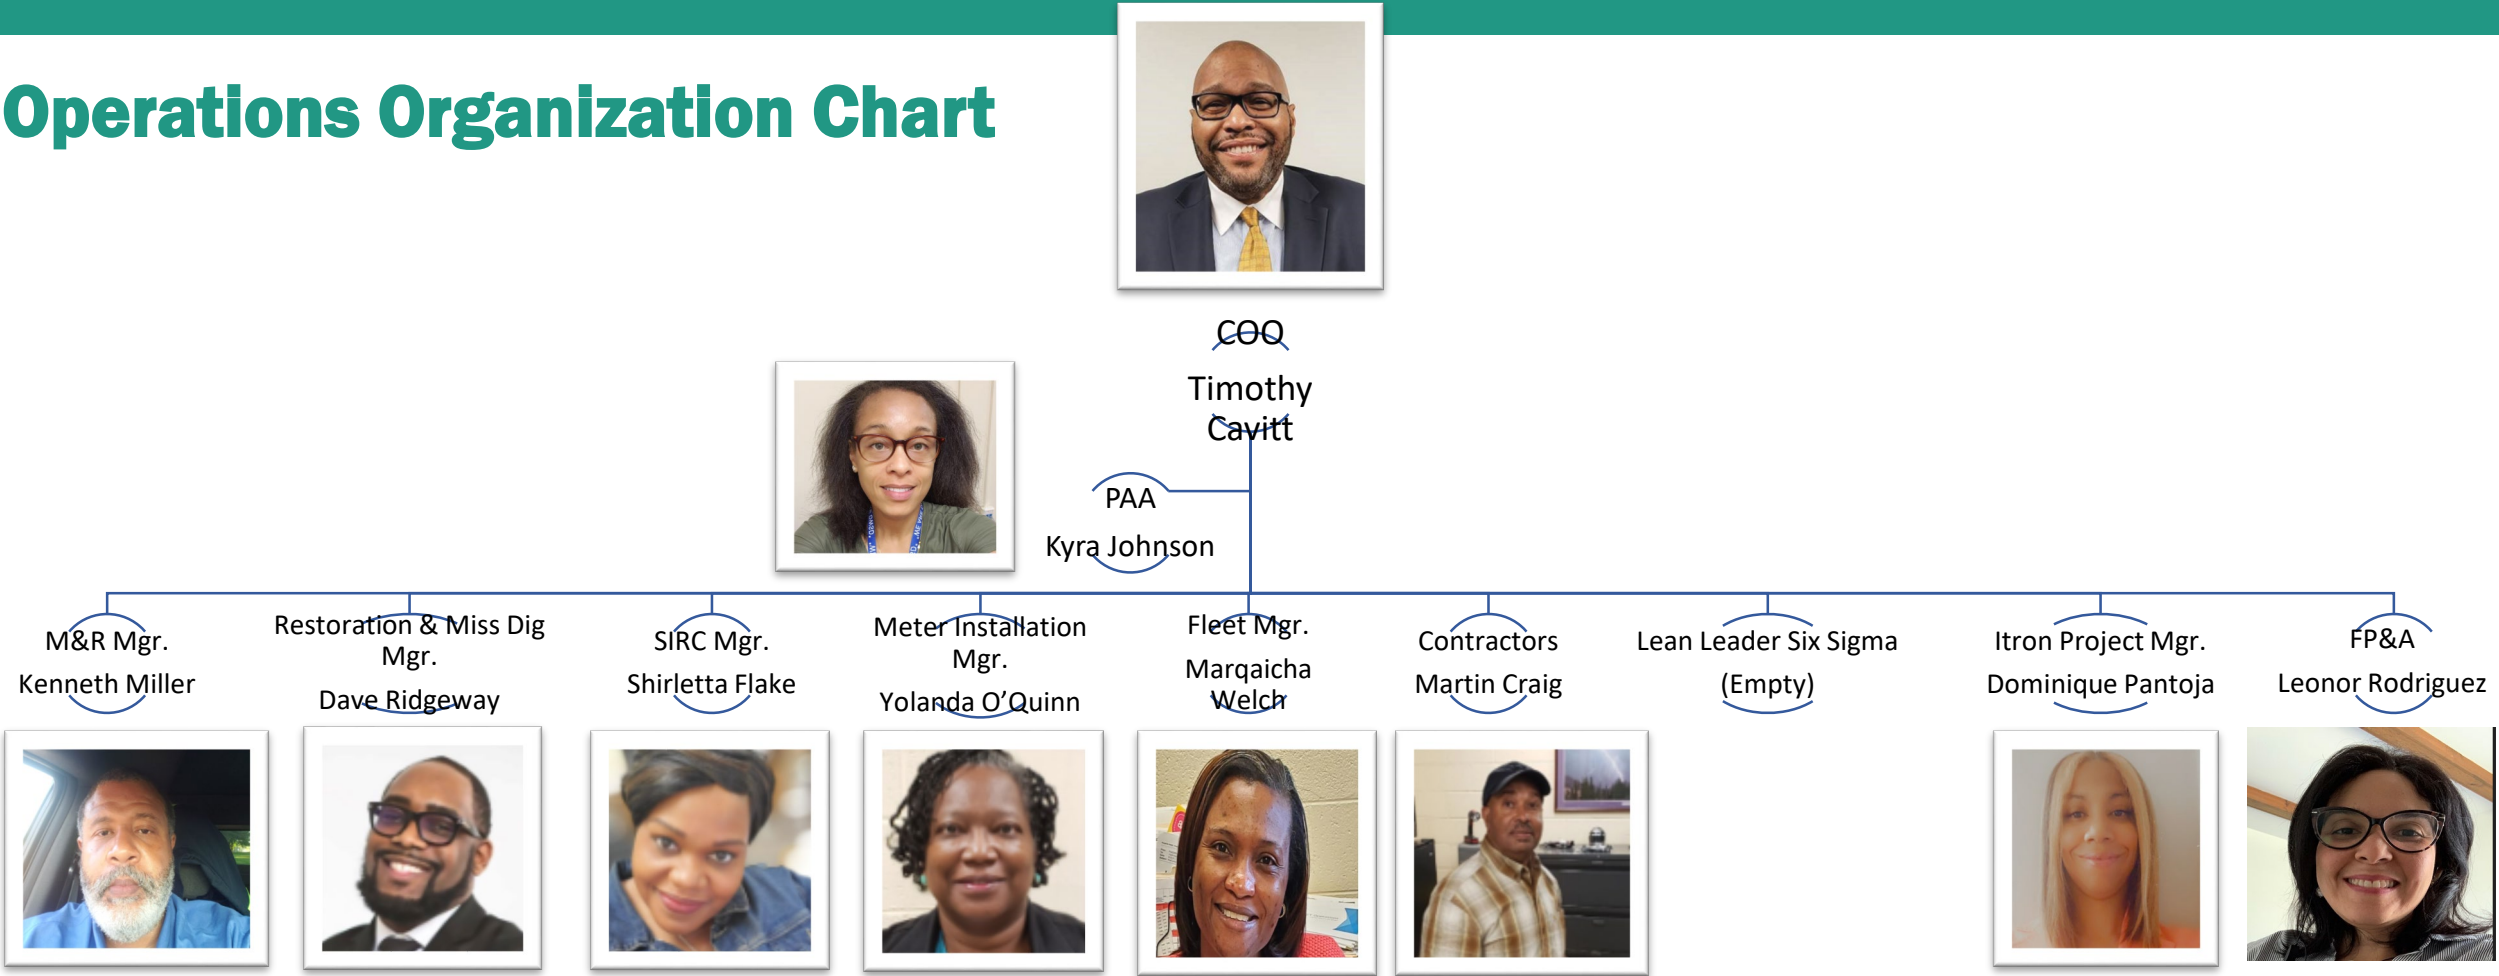 Operations Organization Chart
COO
Timothy
Cavitt
PAA
Kyra Johnson
M&R Mgr.
Kenneth Miller
Restoration & Miss Dig
Mgr.
Dave Ridgeway
SIRC Mgr.
Shirletta Flake
Meter Installation
Mgr.
Yolanda O’Quinn
Fleet Mgr.
Marqaicha
Welch
Contractors
Martin Craig
Lean Leader Six Sigma
(Empty)
Itron Project Mgr.
Dominique Pantoja
FP&A
Leonor Rodriguez